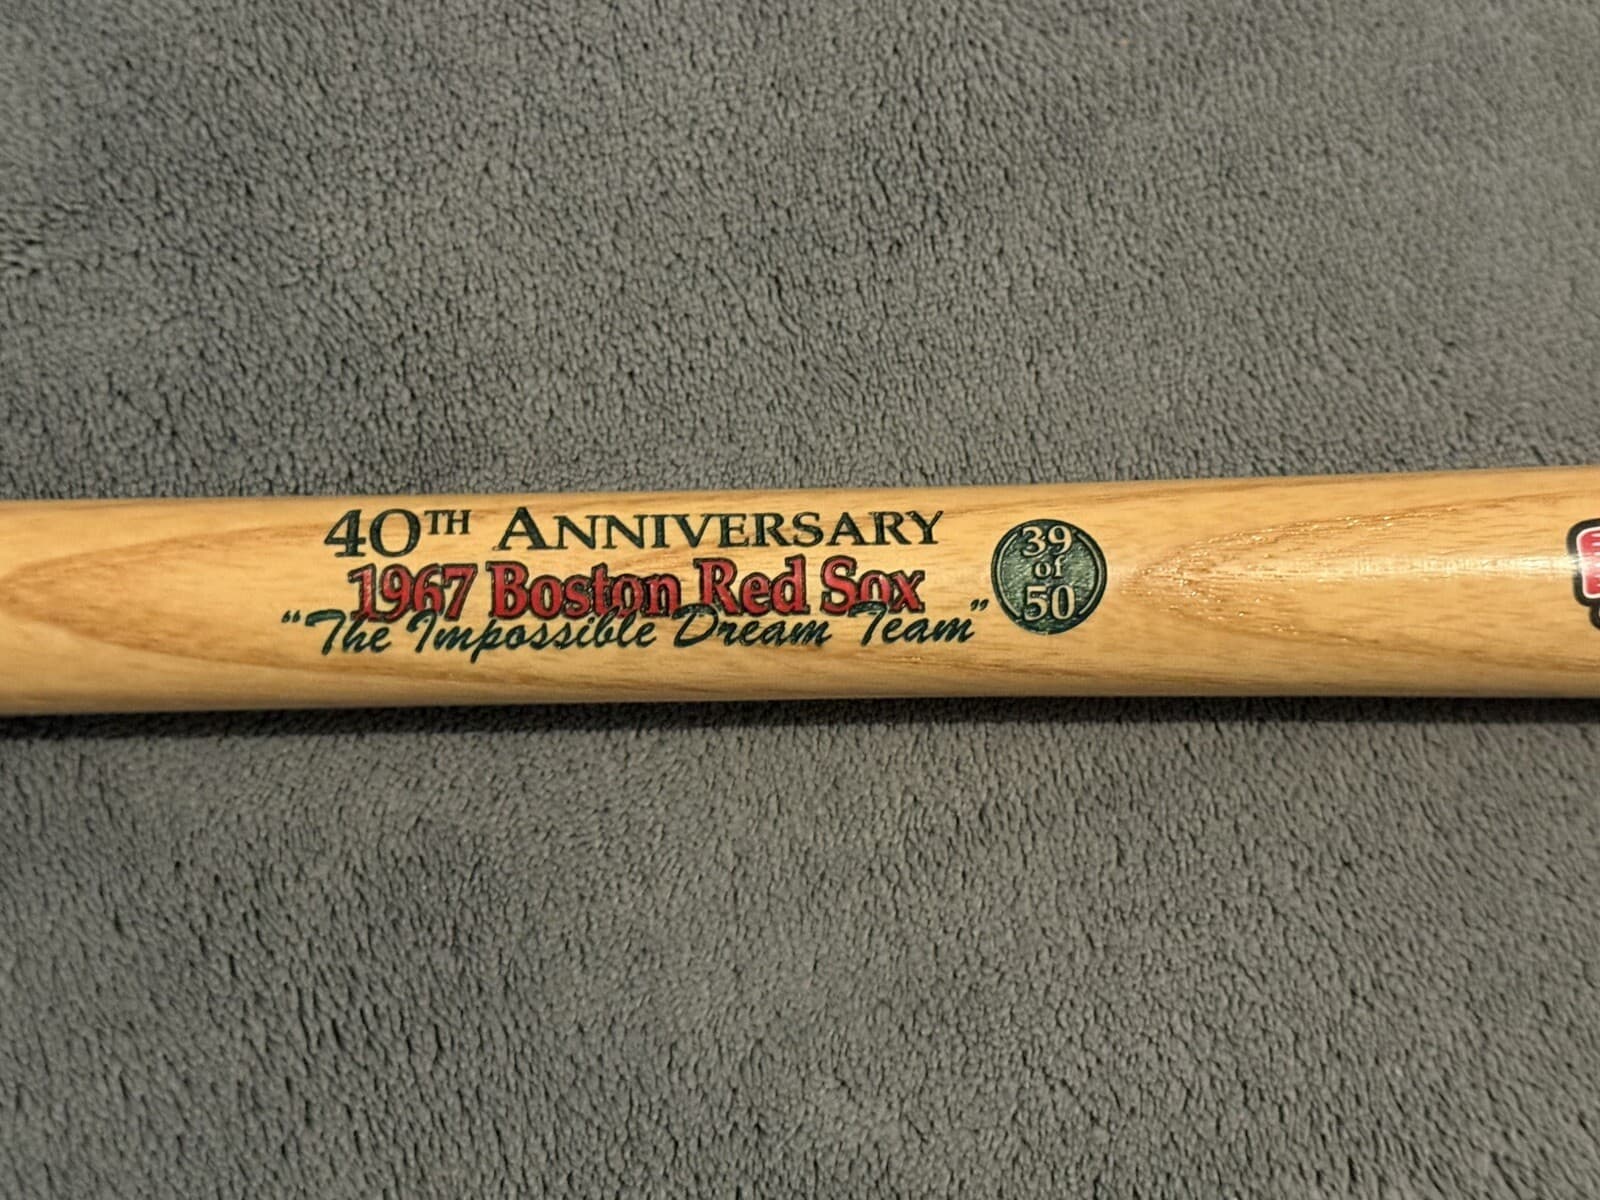 40TH ANNIVERSARY
1967 Boston Red Sox
"The Impossible Dream Team"
39
of
50